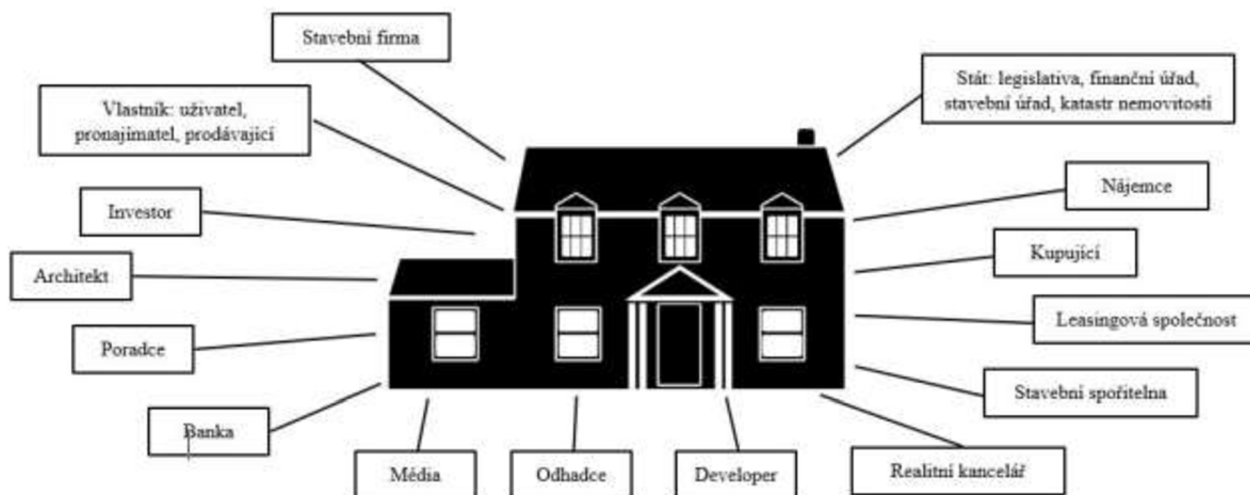 Stavební firma
Stát: legislativa, finanční úřad,
stavební úřad, katastr nemovitostí
Vlastník: uživatel,
pronajímatel, prodávající
Nájemce
Investor
Kupující
Architekt
Leasingová společnost
Poradce
Stavební spořitelna
Banka
Média
Odhadce
Developer
Realitní kancelář